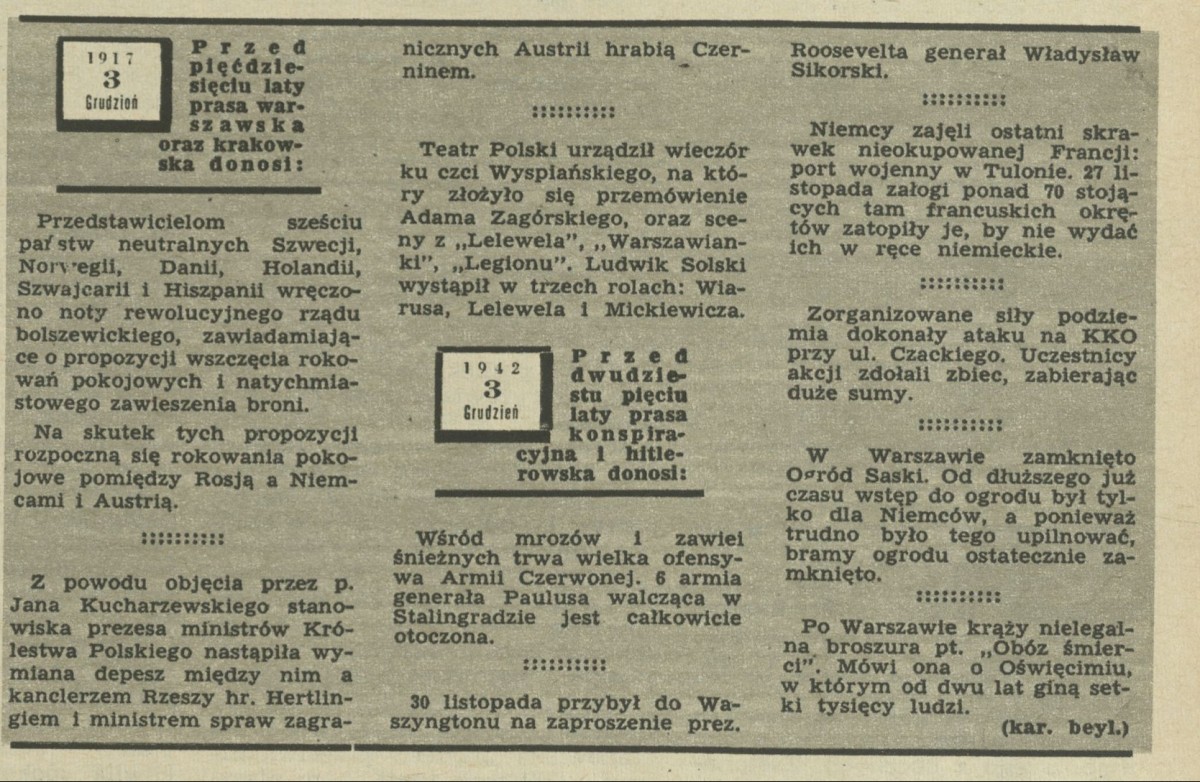 1917
3
Grudzień
Przed
pięćdzie-
sięciu laty
prasa war-
szawska
oraz krakow-
ska donosi:
Przedstawicielom sześciu
państw neutralnych Szwecji,
Norwegii, Danii, Holandii,
Szwajcarii i Hiszpanii wręczo-
no noty rewolucyjnego rządu
bolszewickiego, zawiadamiają-
ce o propozycji wszczęcia roko-
wań pokojowych i natychmia-
stowego zawieszenia broni.
Na skutek tych propozycji
rozpoczną się rokowania poko-
jowe pomiędzy Rosją a Niem-
cami i Austrią.
Z powodu objęcia przez p.
Jana Kucharzewskiego stano-
wiska prezesa ministrów Kró-
lestwa Polskiego nastąpiła wy-
miana depesz między nim a
kanclerzem Rzeszy hr. Hertlin-
giem i ministrem spraw zagra-
nicznych Austrii hrabią Czer-
ninem.
Teatr Polski urządził wieczór
ku czci Wyspiańskiego, na któ-
ry złożyło się przemówienie
Adama Zagórskiego, oraz sce-
ny z „Lelewela”, „Warszawian-
ki”, „Legionu”. Ludwik Solski
wystąpił w trzech rolach: Wia-
rusa, Lelewela i Mickiewicza.
1942
3
Grudzień
Przed
dwudzie-
stu pięciu
laty prasa
konspira-
cyjna i hitle-
rowska donosi:
Wśród mrozów i zawiei
śnieżnych trwa wielka ofensy-
wa Armii Czerwonej. 6 armia
generała Paulusa walcząca w
Stalingradzie jest całkowicie
otoczona.
30 listopada przybył do Wa-
szyngtonu na zaproszenie prez.
Roosevelta generał Władysław
Sikorski.
Niemcy zajęli ostatni skra-
wek nieokupowanej Francji:
port wojenny w Tulonie. 27 li-
stopada załogi ponad 70 stoją-
cych tam francuskich okrę-
tów zatopiły je, by nie wydać
ich w ręce niemieckie.
Zorganizowane siły podzie-
mia dokonały ataku na KKO
przy ul. Czackiego. Uczestnicy
akcji zdołali zbiec, zabierając
duże sumy.
W Warszawie zamknięto
Ogród Saski. Od dłuższego już
czasu wstęp do ogrodu był tyl-
ko dla Niemców, a ponieważ
trudno było tego upilnować,
bramy ogrodu ostatecznie za-
mknięto.
Po Warszawie krąży nielegal-
na broszura pt. „Obóz śmier-
ci”. Mówi ona o Oświęcimiu,
w którym od dwu lat giną set-
ki tysięcy ludzi.
(kar. beyl.)